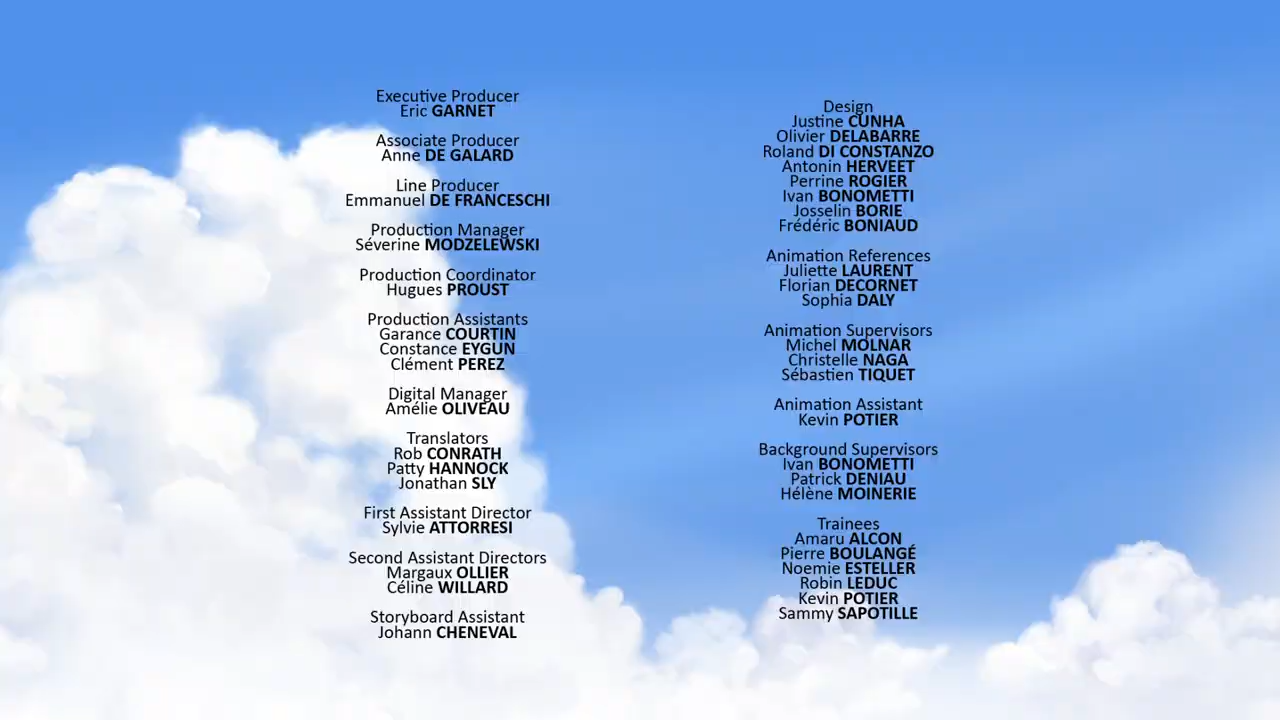 Executive Producer
Eric GARNET
Associate Producer
Anne DE GALARD
Line Producer
Emmanuel DE FRANCESCHI
Production Manager
Séverine MODZELEWSKI
Production Coordinator
Hugues PROUST
Production Assistants
Garance COURTIN
Constance EYGUN
Clément PEREZ
Digital Manager
Amélie OLIVEAU
Translators
Rob CONRATH
Patty HANNOCK
Jonathan SLY
First Assistant Director
Sylvie ATTORRESI
Second Assistant Directors
Margaux OLLIER
Céline WILLARD
Storyboard Assistant
Johann CHENEVAL
Design
Justine CUNHA
Olivier DELABARRE
Roland DI CONSTANZO
Antonin HERVEET
Perrine ROGIER
Ivan BONOMETTI
Josselin BORIE
Frédéric BONIAUD
Animation References
Juliette LAURENT
Florian DECORNET
Sophia DALY
Animation Supervisors
Michel MOLNAR
Christelle NAGA
Sébastien TIQUET
Animation Assistant
Kevin POTIER
Background Supervisors
Ivan BONOMETTI
Patrick DENIAU
Hélène MOINERIE
Trainees
Amaru ALCON
Pierre BOULANGÉ
Noemie ESTELLER
Robin LEDUC
Kevin POTIER
Sammy SAPOTILLE